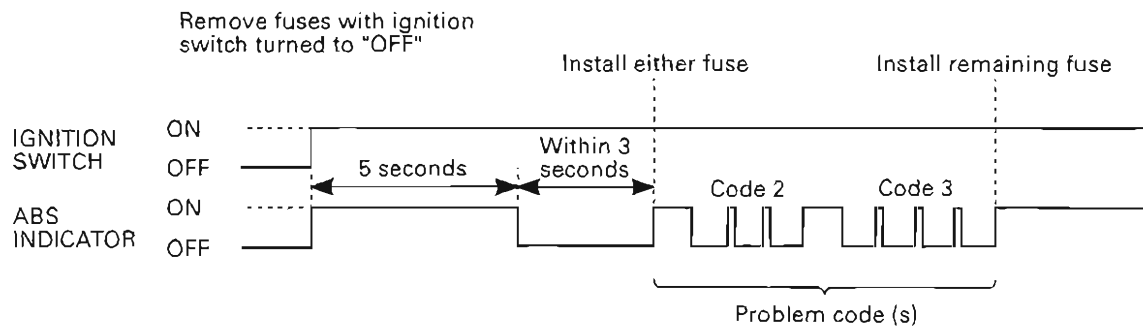 Remove fuses with ignition
switch turned to "OFF"
Install either fuse
Install remaining fuse
IGNITION
SWITCH
ON
OFF
5 seconds
Within 3
seconds
Code 2
Code 3
ABS
INDICATOR
ON
OFF
Problem code (s)